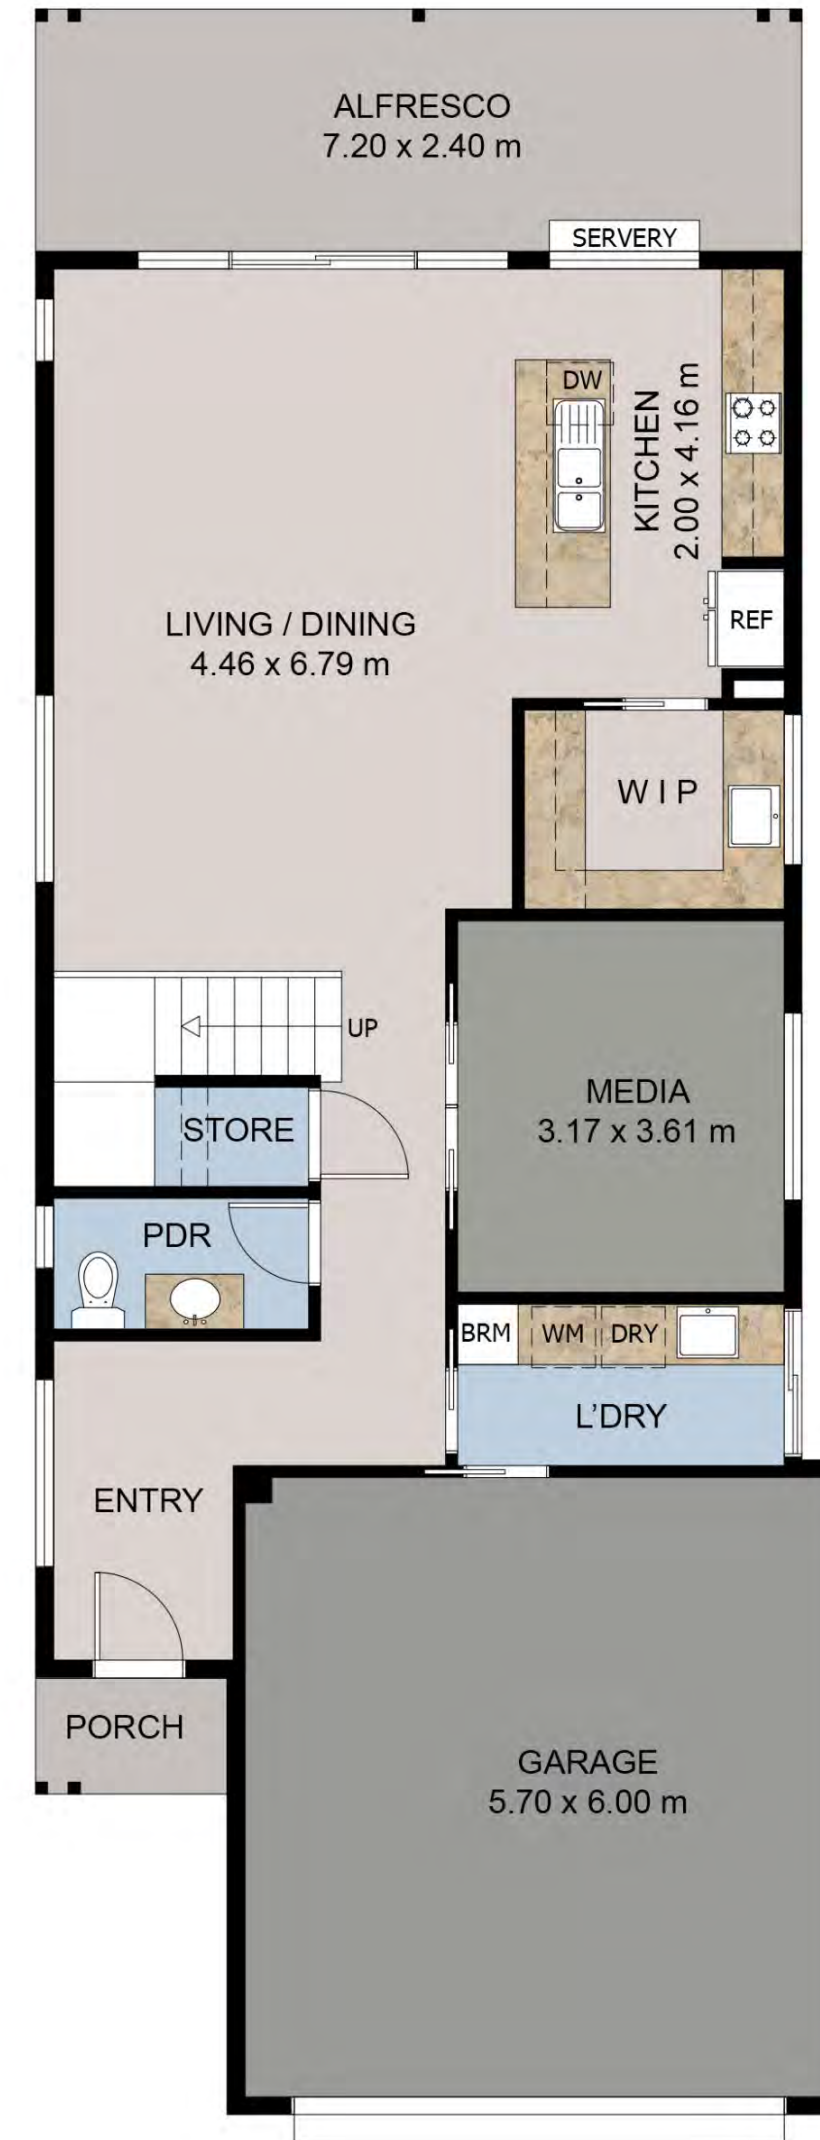 ALFRESCO
7.20 x 2.40 m
SERVERY
DW
KITCHEN
2.00 x 4.16 m
REF
LIVING / DINING
4.46 x 6.79 m
W I P
UP
STORE
MEDIA
3.17 x 3.61 m
PDR
BRM
WM
DRY
L'DRY
ENTRY
PORCH
GARAGE
5.70 x 6.00 m